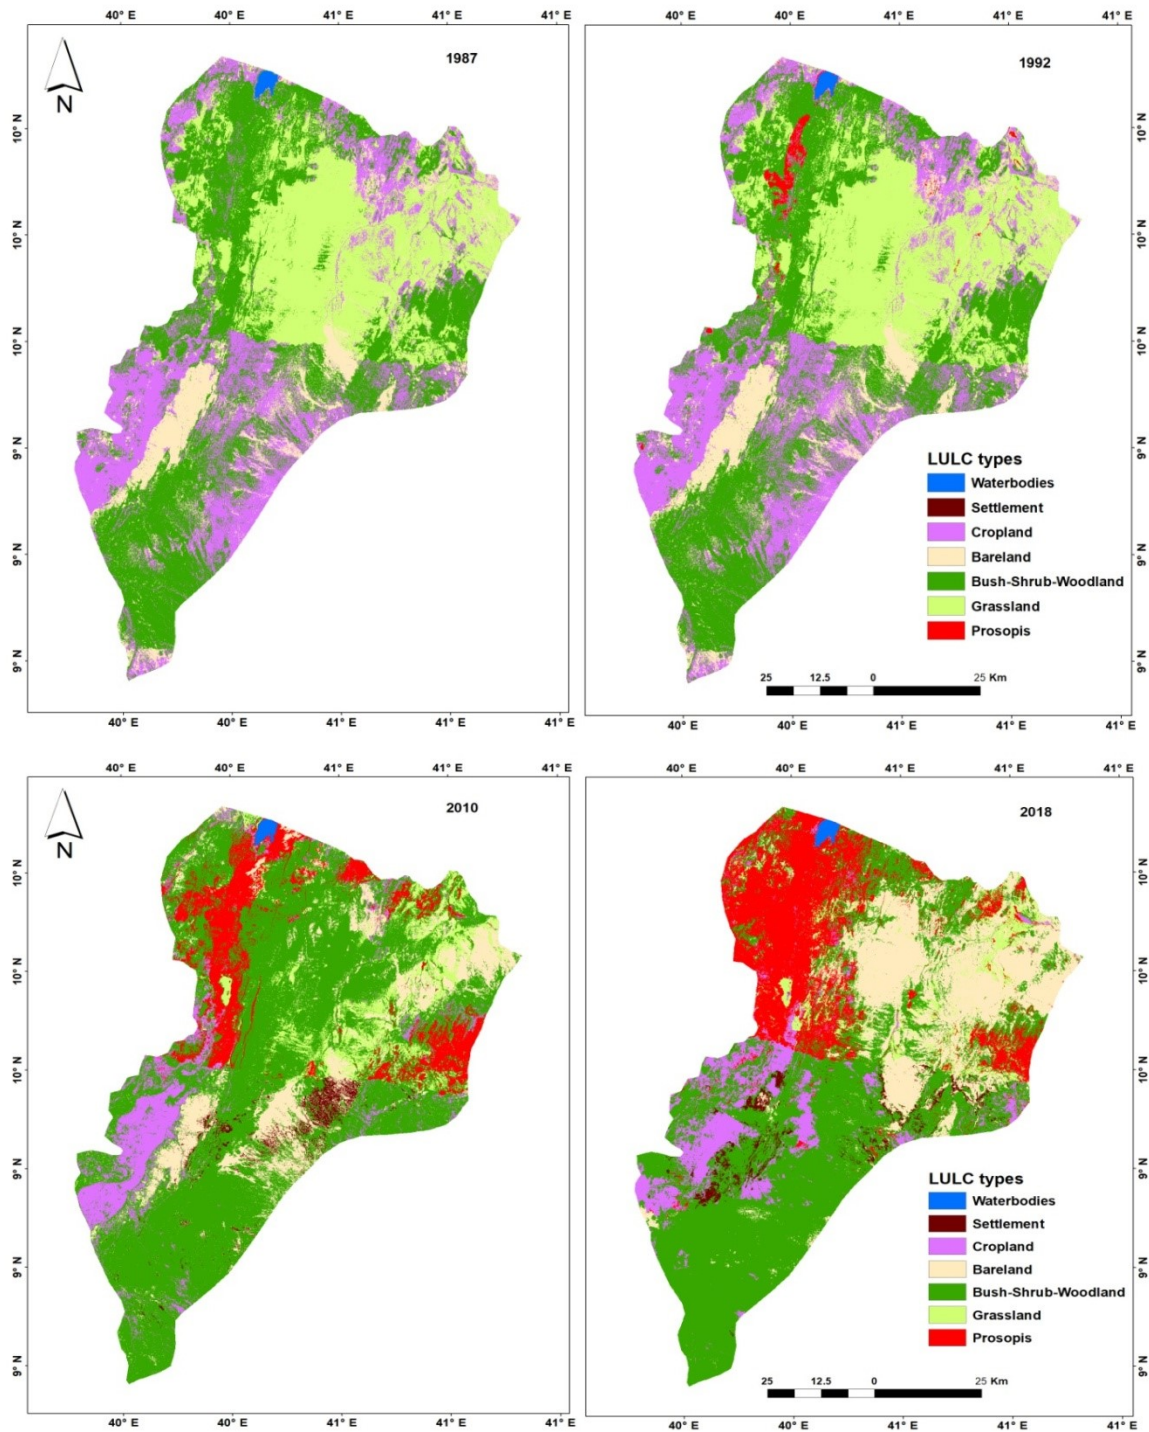 40° E 40° E 41° E 41° E 41° E
40° E 40° E 41° E 41° E 41° E
1987
1992
N
10° N
10° N
10° N
9° N
9° N
9° N
10° N
10° N
10° N
9° N
9° N
9° N
LULC types
Waterbodies
Settlement
Cropland
Bareland
Bush-Shrub-Woodland
Grassland
Prosopis
25 12.5 0 25 Km
40° E 40° E 41° E 41° E 41° E
40° E 40° E 41° E 41° E 41° E
40° E 40° E 41° E 41° E 41° E
40° E 40° E 41° E 41° E 41° E
2010
2018
N
10° N
10° N
10° N
9° N
9° N
9° N
10° N
10° N
10° N
9° N
9° N
9° N
LULC types
Waterbodies
Settlement
Cropland
Bareland
Bush-Shrub-Woodland
Grassland
Prosopis
25 12.5 0 25 Km
40° E 40° E 41° E 41° E 41° E
40° E 40° E 41° E 41° E 41° E